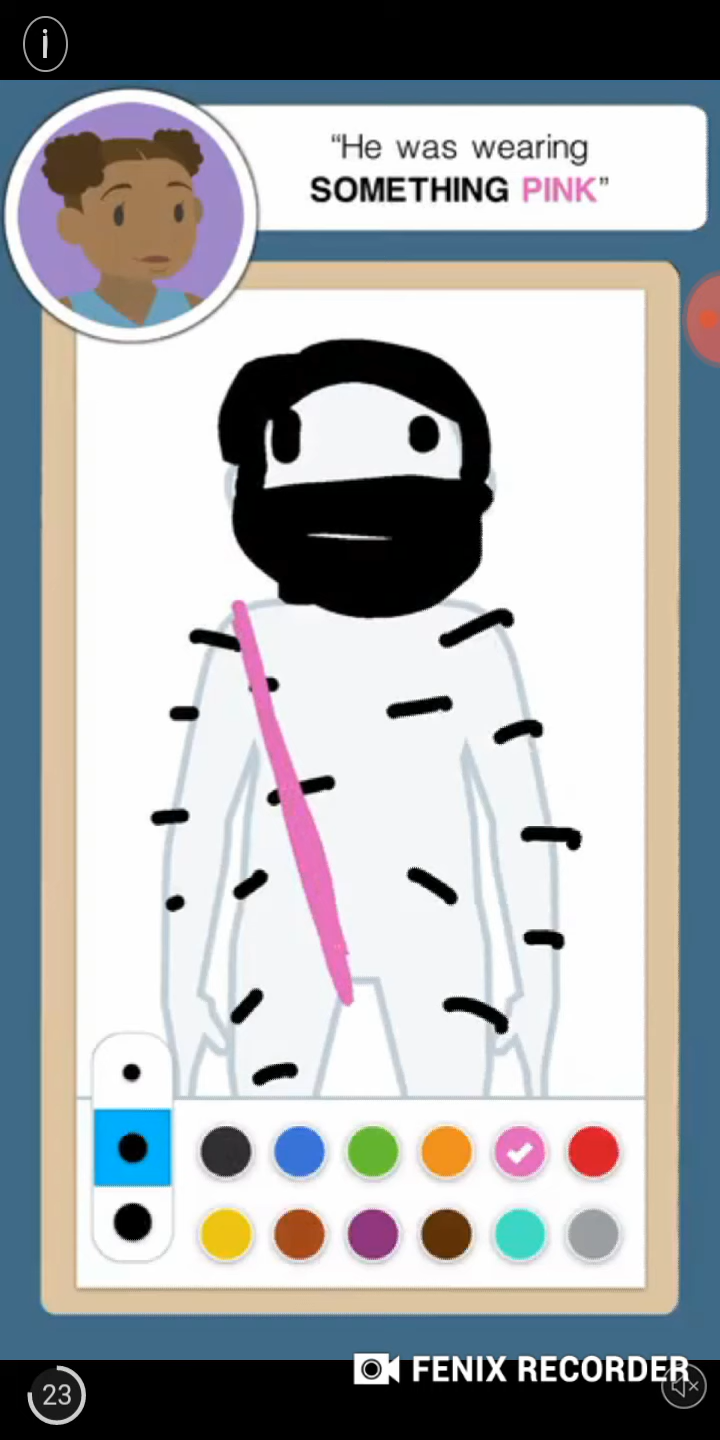 i
“He was wearing
SOMETHING PINK”
FENIX RECORDER
23